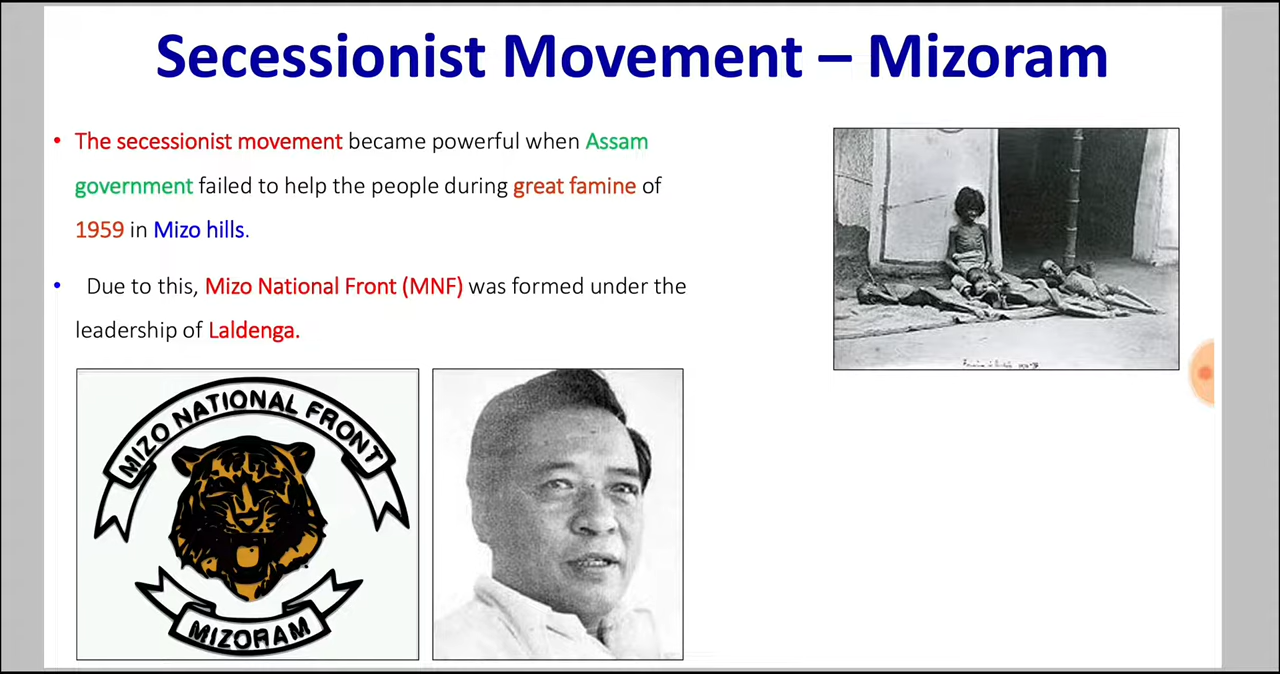 Secessionist Movement – Mizoram
• The secessionist movement became powerful when Assam
government failed to help the people during great famine of
1959 in Mizo hills.
• Due to this, Mizo National Front (MNF) was formed under the
leadership of Laldenga.
MIZO NATIONAL FRONT
MIZORAM